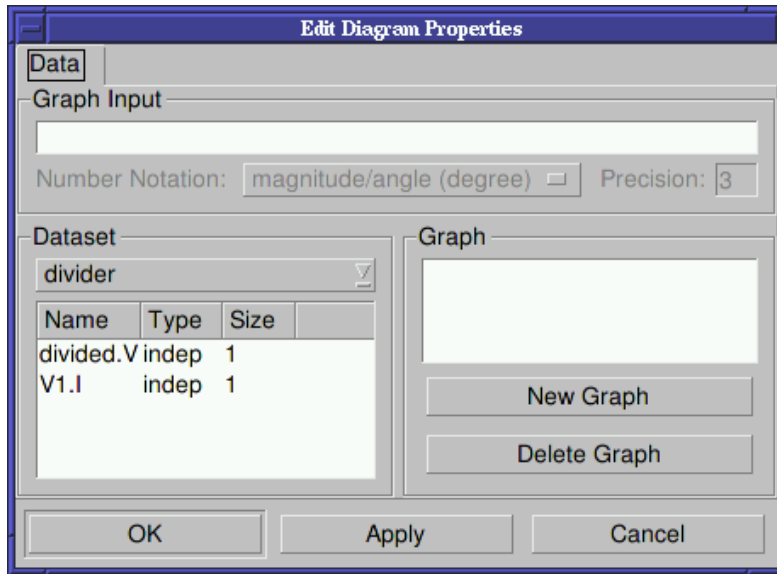 Edit Diagram Properties
Data
Graph Input
Number Notation: magnitude/angle (degree) Precision: 3
Dataset
divider
Name Type Size
divided.V indep 1
V1.I indep 1
Graph
New Graph
Delete Graph
OK Apply Cancel